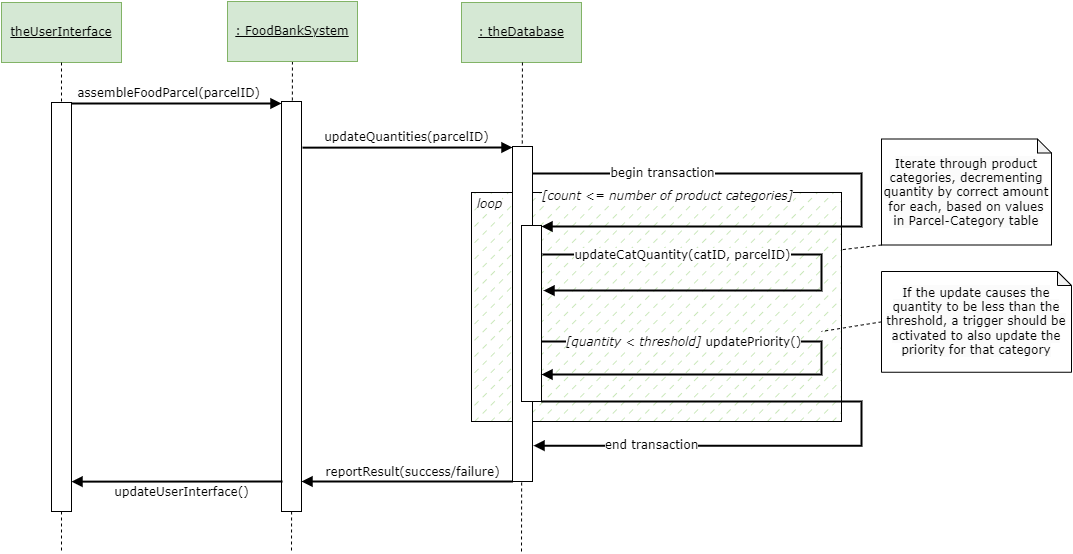 theUserInterface
: FoodBankSystem
: theDatabase
assembleFoodParcel(parcelID)
updateQuantities(parcelID)
begin transaction
loop
[count <= number of product categories]
Iterate through product
categories, decrementing
quantity by correct amount
for each, based on values
in Parcel-Category table
updateCatQuantity(catID, parcelID)
If the update causes the
quantity to be less than the
threshold, a trigger should be
activated to also update the
priority for that category
[quantity < threshold] updatePriority()
end transaction
reportResult(success/failure)
updateUserInterface()